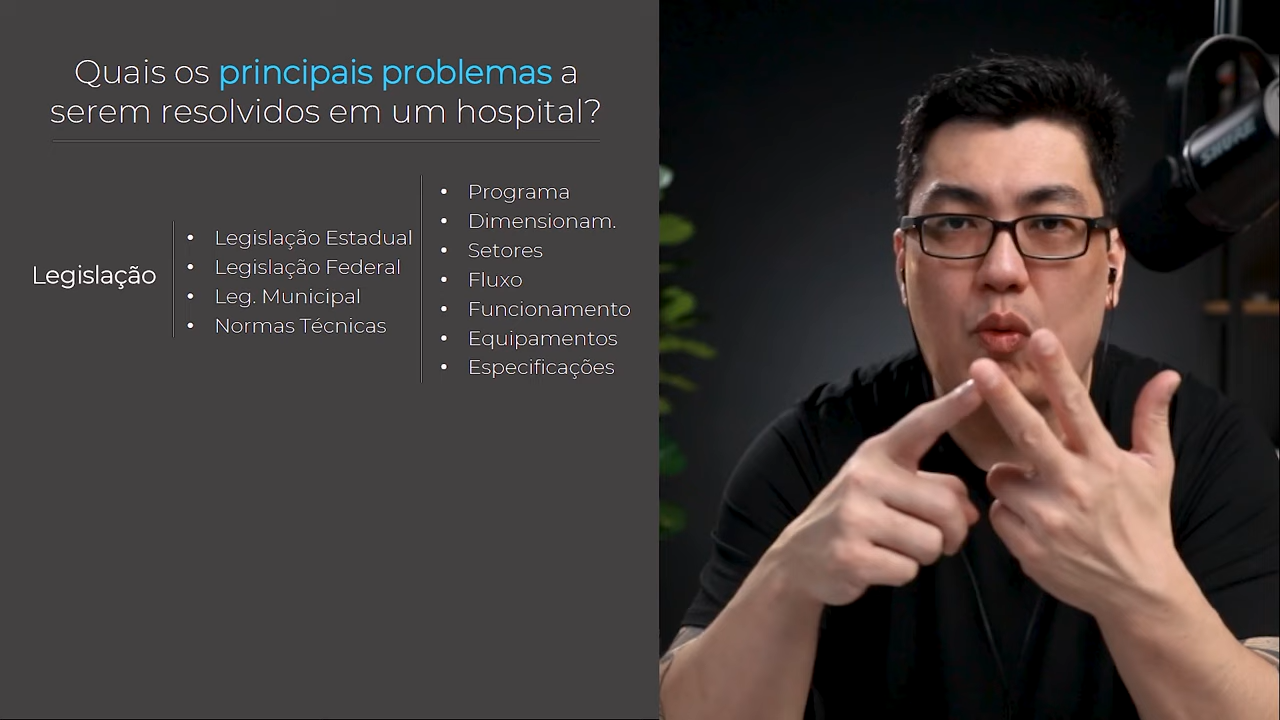 Quais os principais problemas a
serem resolvidos em um hospital?
Legislação
• Legislação Estadual
• Legislação Federal
• Leg. Municipal
• Normas Técnicas
• Programa
• Dimensionam.
• Setores
• Fluxo
• Funcionamento
• Equipamentos
• Especificações
SHURE